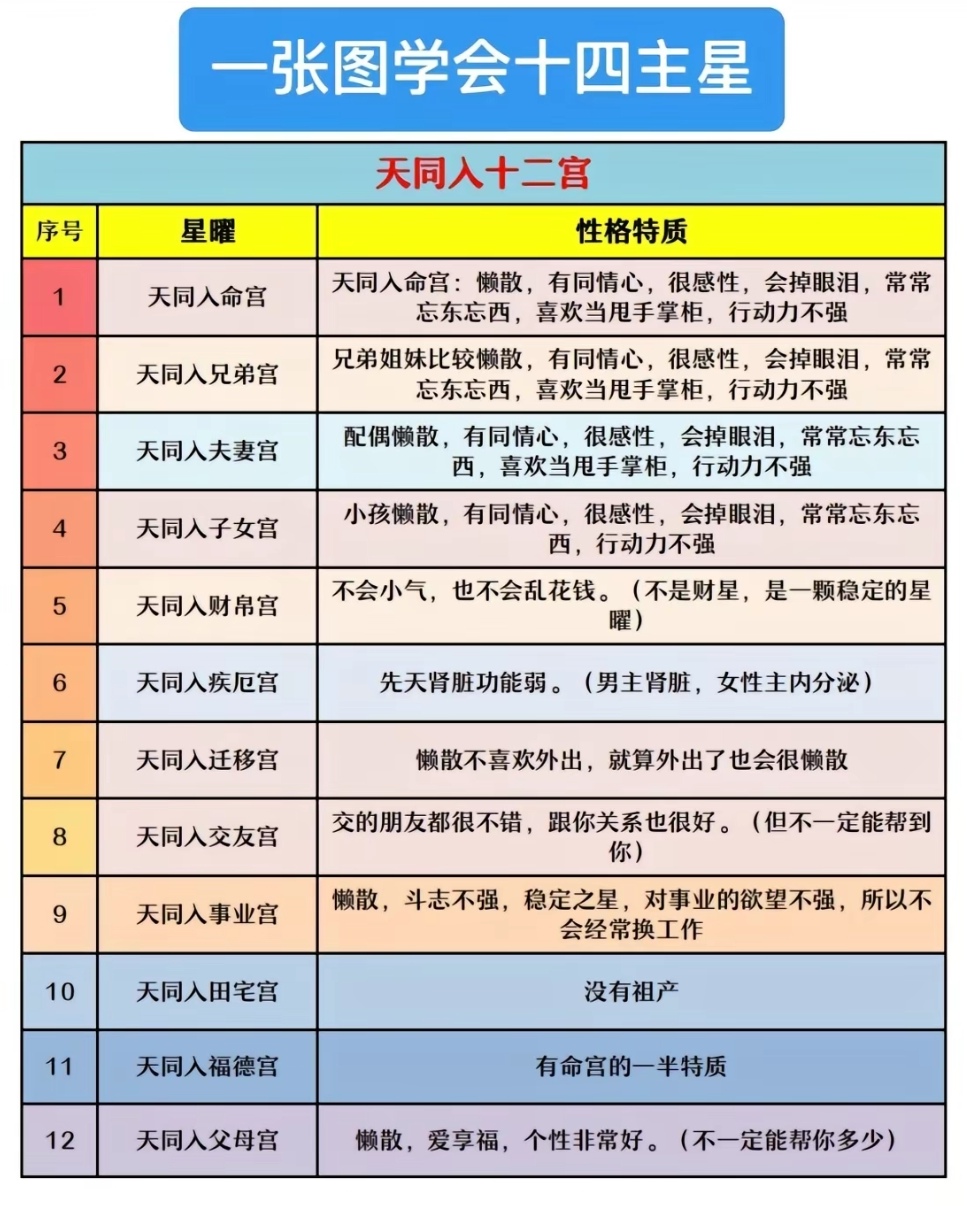 一张图学会十四主星
天同入十二宫
序号 星曜 性格特质
1 天同入命宫 天同入命宫：懒散，有同情心，很感性，会掉眼泪，常常
忘东忘西，喜欢当甩手掌柜，行动力不强
2 天同入兄弟宫 兄弟姐妹比较懒散，有同情心，很感性，会掉眼泪，常常
忘东忘西，喜欢当甩手掌柜，行动力不强
3 天同入夫妻宫 配偶懒散，有同情心，很感性，会掉眼泪，常常忘东忘
西，喜欢当甩手掌柜，行动力不强
4 天同入子女宫 小孩懒散，有同情心，很感性，会掉眼泪，常常忘东忘
西，行动力不强
5 天同入财帛宫 不会小气，也不会乱花钱。（不是财星，是一颗稳定的星
曜）
6 天同入疾厄宫 先天肾脏功能弱。（男主肾脏，女性主内分泌）
7 天同入迁移宫 懒散不喜欢外出，就算外出了也会很懒散
8 天同入交友宫 交的朋友都很不错，跟你关系也很好。（但不一定能帮到
你）
9 天同入事业宫 懒散，斗志不强，稳定之星，对事业的欲望不强，所以不
会经常换工作
10 天同入田宅宫 没有祖产
11 天同入福德宫 有命宫的一半特质
12 天同入父母宫 懒散，爱享福，个性非常好。（不一定能帮你多少）